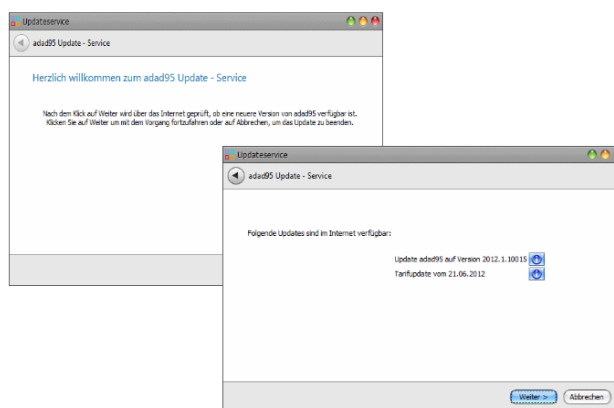 Updateservice
adad95 Update - Service
Herzlich willkommen zum adad95 Update - Service
Nach dem Klick auf Weiter wird über das Internet geprüft, ob eine neuere Version von adad95 verfügbar ist.
Klicken Sie auf Weiter um mit dem Vorgang fortzufahren oder auf Abbrechen, um das Update zu beenden.
Updateservice
adad95 Update - Service
Folgende Updates sind im Internet verfügbar:
Update adad95 auf Version 2012.1.10015
Tarifupdate vom 21.06.2012
Weiter > Abbrechen